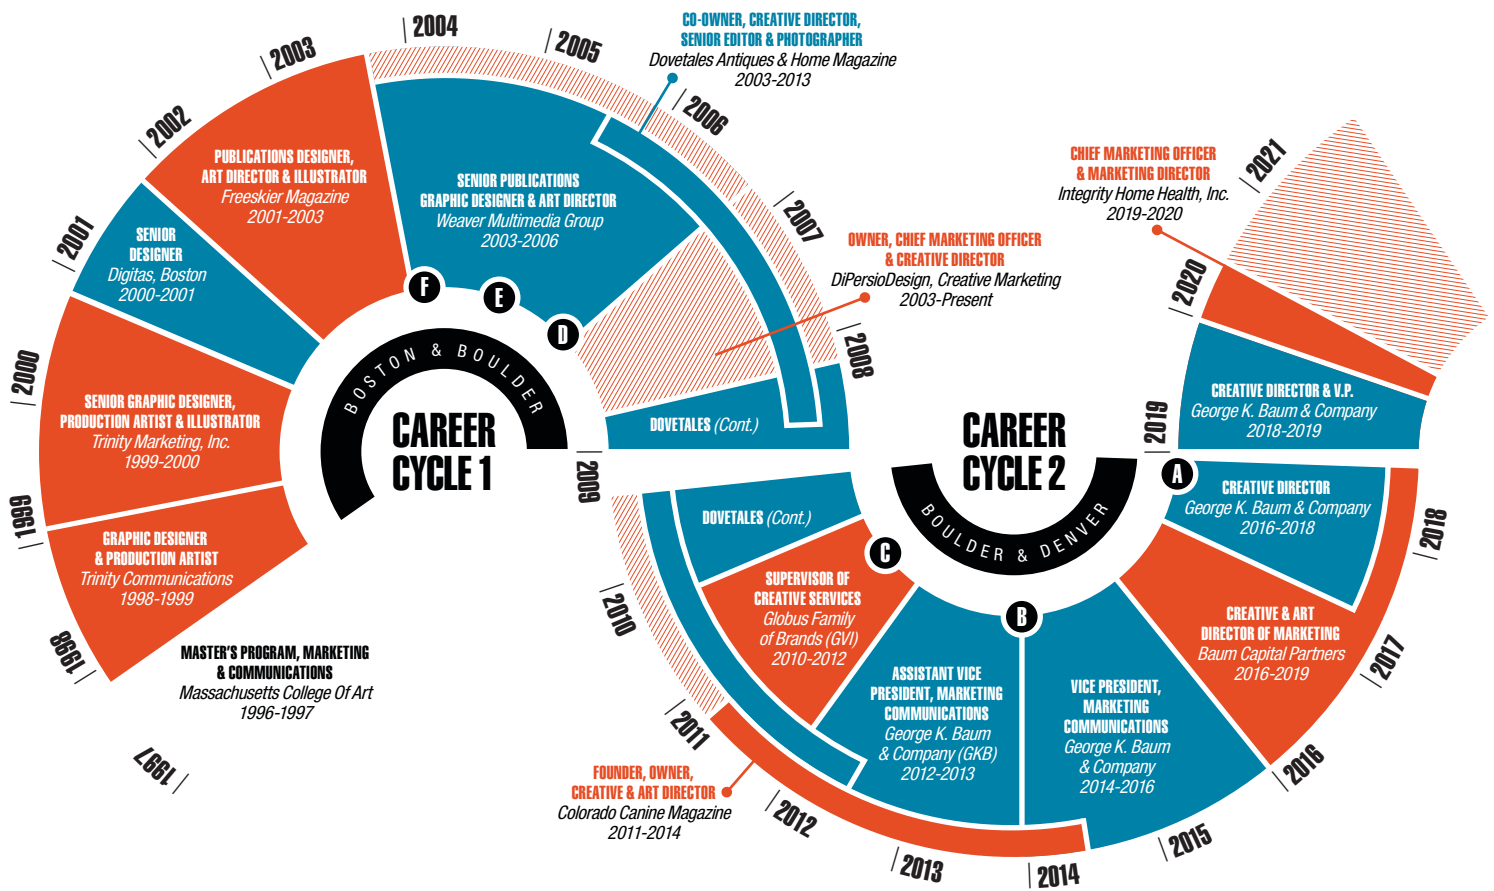 2004
2005
2003
2002
2001
2000
1999
1998
1997
2006
2007
2008
2009
CO-OWNER, CREATIVE DIRECTOR,
SENIOR EDITOR & PHOTOGRAPHER
Dovetales Antiques & Home Magazine
2003-2013
PUBLICATIONS DESIGNER,
ART DIRECTOR & ILLUSTRATOR
Freeskier Magazine
2001-2003
SENIOR PUBLICATIONS
GRAPHIC DESIGNER & ART DIRECTOR
Weaver Multimedia Group
2003-2006
SENIOR
DESIGNER
Digitas, Boston
2000-2001
OWNER, CHIEF MARKETING OFFICER
& CREATIVE DIRECTOR
DiPersioDesign, Creative Marketing
2003-Present
F
E
D
BOSTON & BOULDER
CAREER
CYCLE 1
SENIOR GRAPHIC DESIGNER,
PRODUCTION ARTIST & ILLUSTRATOR
Trinity Marketing, Inc.
1999-2000
DOVETALES (Cont.)
GRAPHIC DESIGNER
& PRODUCTION ARTIST
Trinity Communications
1998-1999
MASTER'S PROGRAM, MARKETING
& COMMUNICATIONS
Massachusetts College Of Art
1996-1997
2021
2020
2019
CHIEF MARKETING OFFICER
& MARKETING DIRECTOR
Integrity Home Health, Inc.
2019-2020
CREATIVE DIRECTOR & V.P.
George K. Baum & Company
2018-2019
CAREER
CYCLE 2
BOULDER & DENVER
A
CREATIVE DIRECTOR
George K. Baum & Company
2016-2018
DOVETALES (Cont.)
C
B
SUPERVISOR OF
CREATIVE SERVICES
Globus Family
of Brands (GVI)
2010-2012
CREATIVE & ART
DIRECTOR OF MARKETING
Baum Capital Partners
2016-2019
ASSISTANT VICE
PRESIDENT, MARKETING
COMMUNICATIONS
George K. Baum
& Company (GKB)
2012-2013
VICE PRESIDENT,
MARKETING
COMMUNICATIONS
George K. Baum
& Company
2014-2016
FOUNDER, OWNER,
CREATIVE & ART DIRECTOR
Colorado Canine Magazine
2011-2014
2010
2011
2012
2013
2014
2015
2016
2017
2018